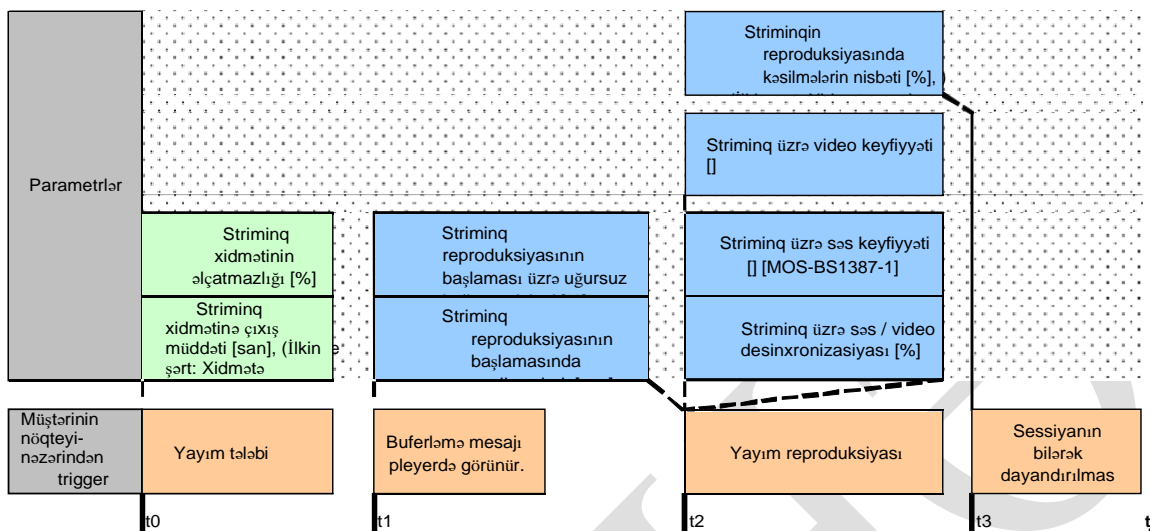 Striminqin
reproduksiyasında
kəsilmələrin nisbəti [%],
Striminq üzrə video keyfiyyəti
[]
Parametrlər
Striminq
xidmətinin
əlçatmazlığı [%]
Striminq
reproduksiyasının
başlaması üzrə uğursuz
Striminq üzrə səs keyfiyyəti
[] [MOS-BS1387-1]
Striminq
xidmətinə çıxış
müddəti [san], (İlkin
şərt: Xidmətə
Striminq
reproduksiyasının
başlamasında
Striminq üzrə səs / video
desinxronizasiyası [%]
Müştərinin
nöqteyi-
nəzərindən
trigger
Yayım tələbi
Buferləmə mesajı
pleyerdə görünür.
Yayım reproduksiyası
Sessiyanın
bilərək
dayandırılmas
t0
t1
t2
t3
t